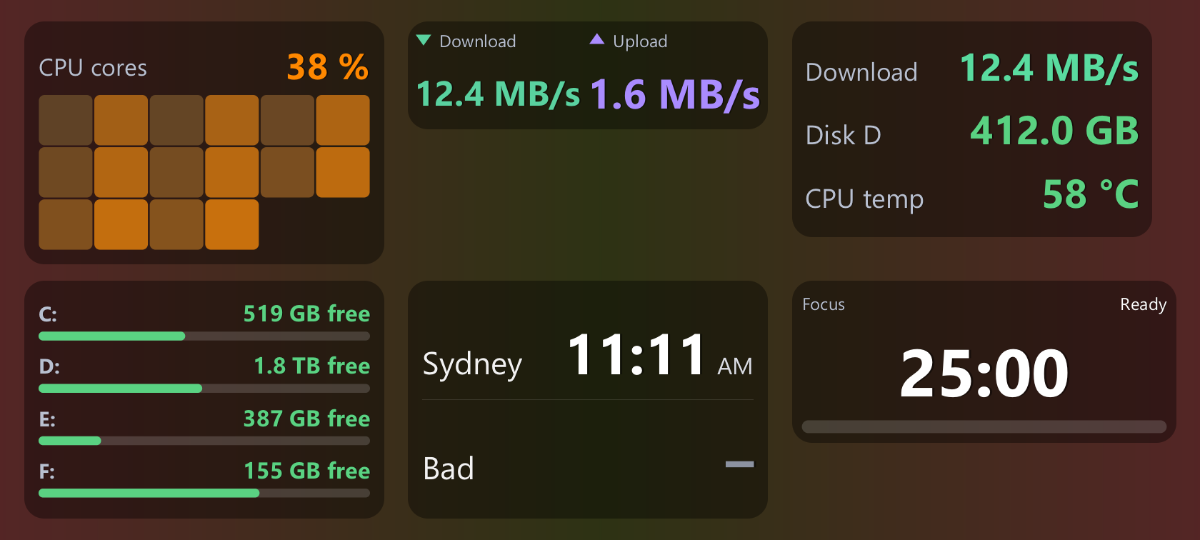 CPU cores 38 %
Download Upload
12.4 MB/s 1.6 MB/s
Download 12.4 MB/s
Disk D 412.0 GB
CPU temp 58 °C
C: 519 GB free
D: 1.8 TB free
E: 387 GB free
F: 155 GB free
Sydney 11:11 AM
Bad –
Focus Ready
25:00